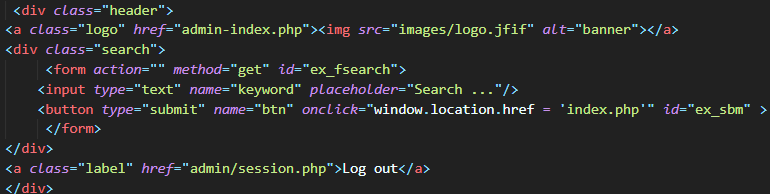 <div class="header">
<a class="logo" href="admin-index.php"><img src="images/logo.jfif" alt="banner"></a>
<div class="search">
<form action="" method="get" id="ex_fsearch">
<input type="text" name="keyword" placeholder="Search ..."/>
<button type="submit" name="btn" onclick="window.location.href = 'index.php'" id="ex_sbm" >
</form>
</div>
<a class="label" href="admin/session.php">Log out</a>
</div>